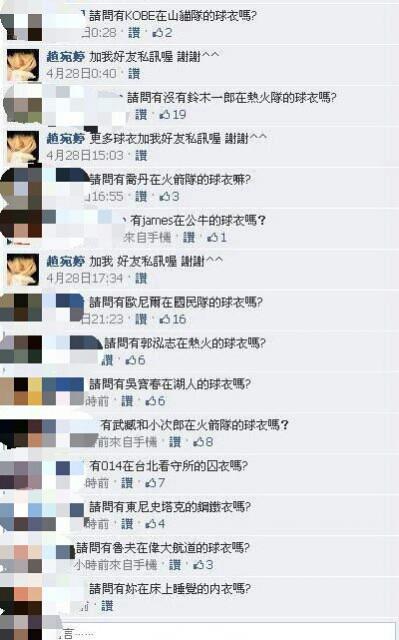 請問有KOBE在山貓隊的球衣嗎?
0:28 · 讚 · 2
趙宛婷 加我好友私訊喔 謝謝^^
4月28日0:40 · 讚
請問有沒有鈴木一郎在熱火隊的球衣嗎?
讚 · 19
趙宛婷 更多球衣加我好友私訊喔 謝謝^^
4月28日15:03 · 讚
請問有喬丹在火箭隊的球衣嘛?
16:55 · 讚 · 3
有james在公牛的球衣嗎?
來自手機 · 讚 · 1
趙宛婷 加我 好友私訊喔 謝謝^^
4月28日17:34 · 讚
請問有歐尼爾在國民隊的球衣嗎?
日21:23 · 讚 · 16
請問有郭泓志在熱火的球衣嗎?
讚 · 6
請問有吳寶春在湖人的球衣嗎?
時前 · 讚 · 6
有武藏和小次郎在火箭隊的球衣嗎?
前來自手機 · 讚 · 8
有014在台北看守所的囚衣嗎?
時前 · 讚 · 7
請問有東尼史塔克的鋼鐵衣嗎?
時前 · 讚 · 4
請問有魯夫在偉大航道的球衣嗎?
小時前 · 讚 · 3
請問有妳在床上睡覺的內衣嗎?
前 · 讚
言……